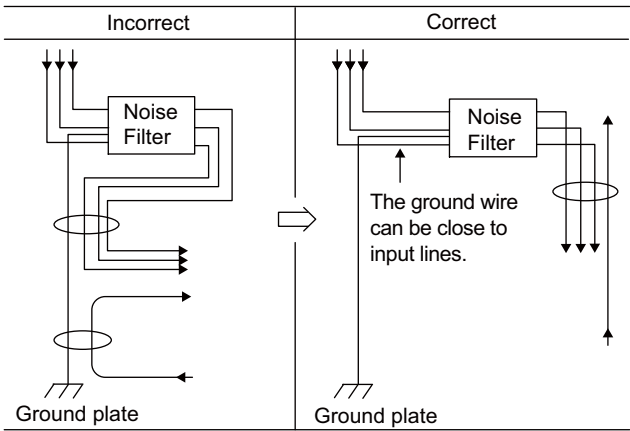 Incorrect
Correct
Noise
Filter
Ground plate
Noise
Filter
The ground wire
can be close to
input lines.
Ground plate